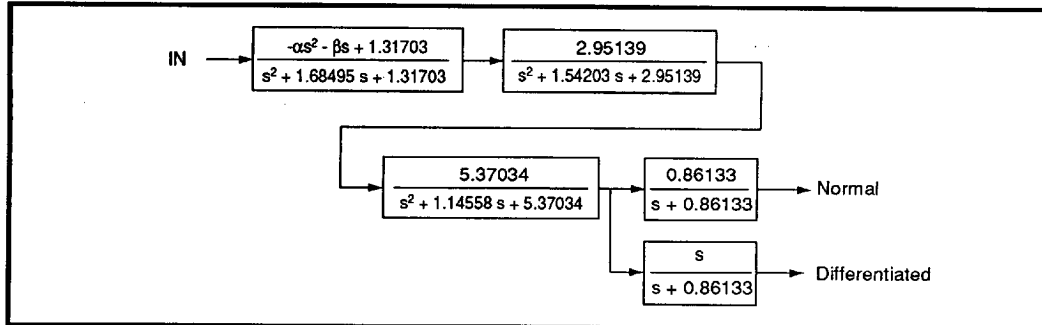 IN
-αs² - βs + 1.31703
s² + 1.68495 s + 1.31703
2.95139
s² + 1.54203 s + 2.95139
5.37034
s² + 1.14558 s + 5.37034
0.86133
s + 0.86133
Normal
s
s + 0.86133
Differentiated